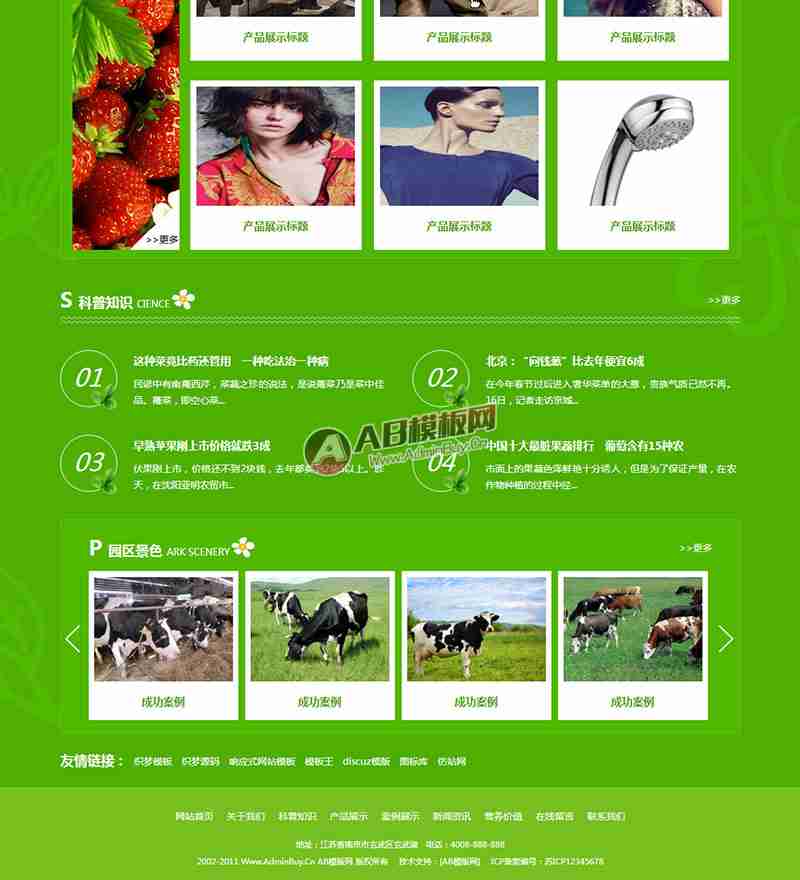 产品展示标题 产品展示标题 产品展示标题
>>更多
产品展示标题 产品展示标题 产品展示标题
S 科普知识 CIENCE >>更多
01
这种菜竟比药还管用 一种吃法治一种病
民谚中有南葡西芹，菜蔬之珍的说法，是说蕹菜乃是菜中佳
品。蕹菜，即空心菜...
02
北京：“向钱葱”比去年便宜6成
在今年春节过后进入奢华菜单的大葱，贵族气质已然不再。
16日，记者走访京城...
03
早熟苹果刚上市价格就跌3成
伏果刚上市，价格还不到2块钱，去年都卖
以上。昨
天，在沈阳亚明农贸市...
04
中国十大最脏果蔬排行 葡萄含有15种农
市面上的果蔬色泽鲜艳十分诱人，但是为了保证产量，在农
作物种植的过程中径...
AB模板网
Www.AdminBuy.Cn
P 园区景色 ARK SCENERY >>更多
成功案例 成功案例 成功案例 成功案例
友情链接： 织梦模板 织梦源码 响应式网站模板 模板王 discuz模版 图标库 仿站网
网站首页 关于我们 科普知识 产品展示 案例展示 新闻资讯 营养价值 在线留言 联系我们
地址：江苏省南京市玄武区玄武湖 电话：4008-888-888
2002-2011 Www.AdminBuy.Cn AB模板网 版权所有 技术支持：[AB模板网] ICP备案编号：苏ICP12345678